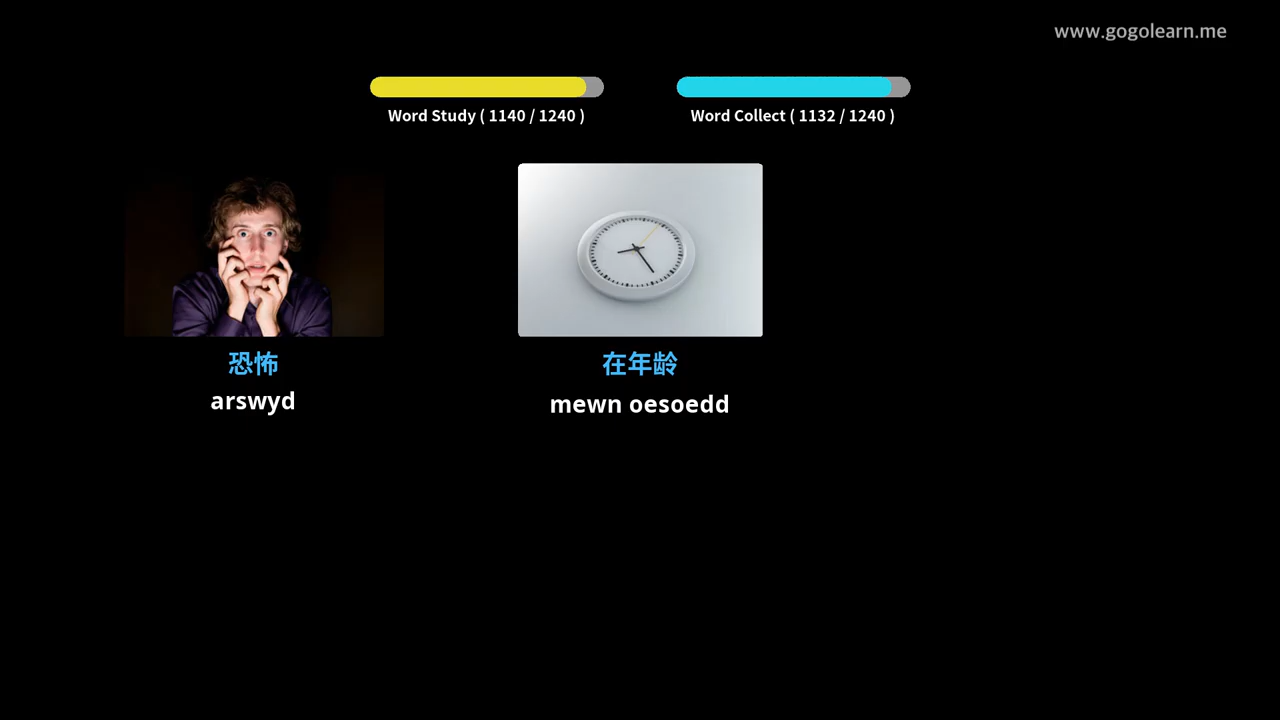 www.gogolearn.me
Word Study ( 1140 / 1240 )
Word Collect ( 1132 / 1240 )
恐怖
arswyd
在年龄
mewn oesoedd